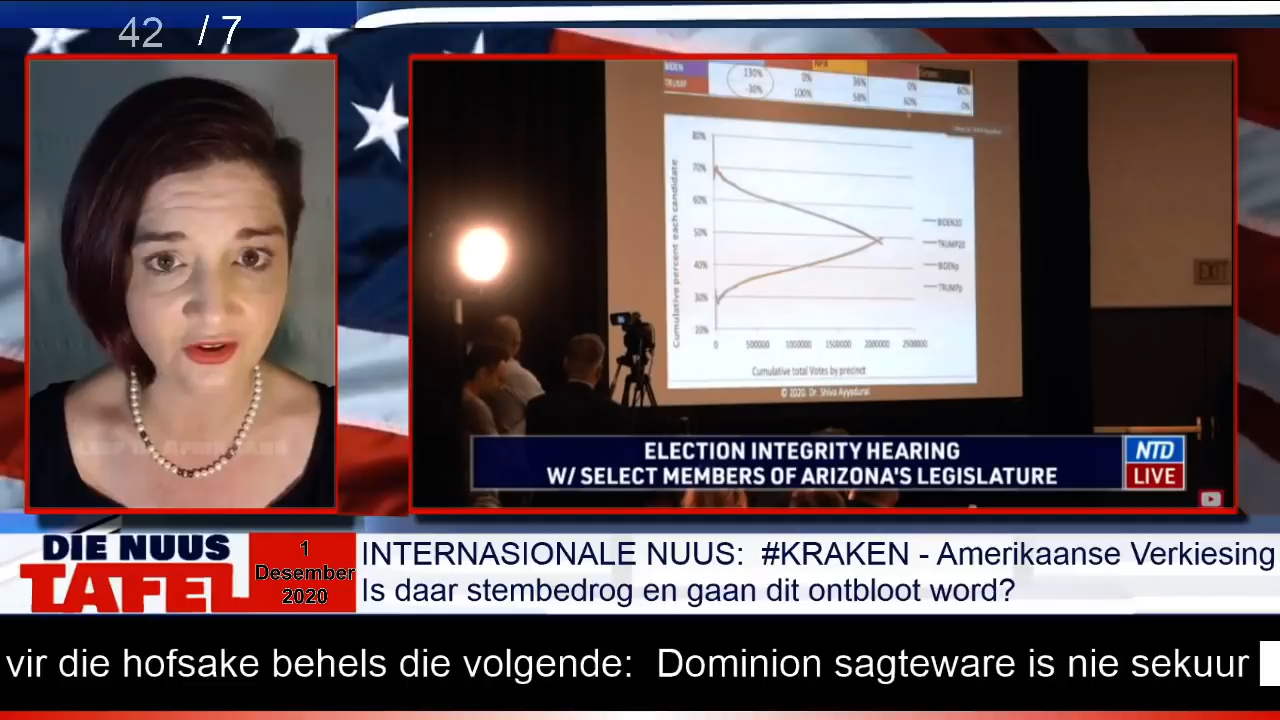 42 / 7
BIDEN 130% 0% 36% 0% 60%
TRUMP -30% 100% 58% 60% 0%
80%
70%
60%
50%
40%
30%
20%
Cumulative percent each candidate
BIDEN20
TRUMP20
BIDENp
TRUMPp
0 500000 1000000 1500000 2000000 2500000
Cumulative total Votes by precinct
© 2020 Dr. Shiva Ayyadurai
EXIT
ELECTION INTEGRITY HEARING
W/ SELECT MEMBERS OF ARIZONA'S LEGISLATURE
NTD
LIVE
DIE NUUS
TAFEL
1
Desember
2020
INTERNASIONALE NUUS: #KRAKEN - Amerikaanse Verkiesing
Is daar stembedrog en gaan dit ontbloot word?
vir die hofsake behels die volgende: Dominion sagteware is nie sekuur